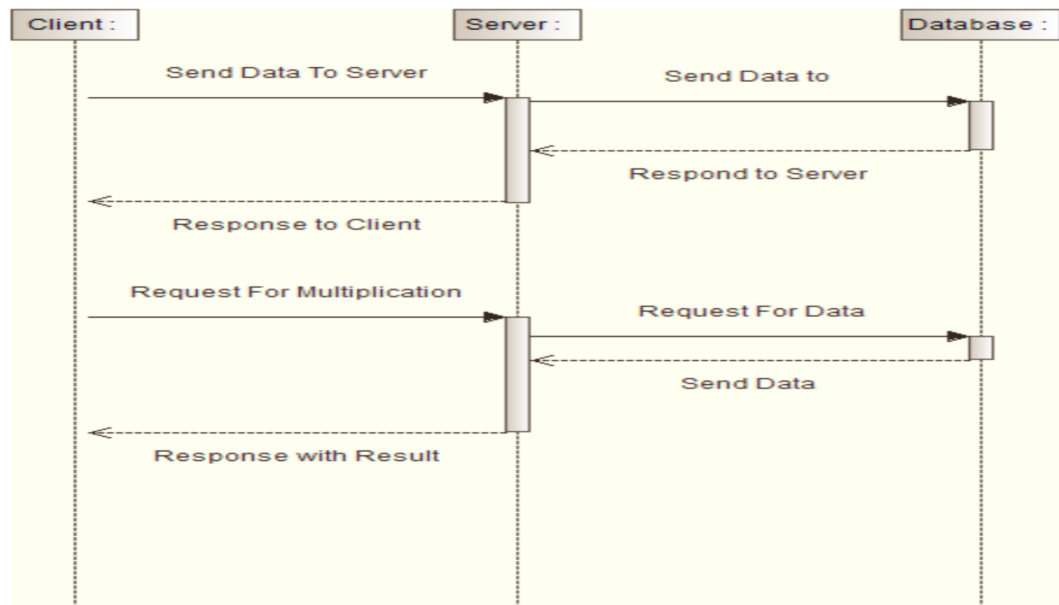 Client :
Server :
Database :
Send Data To Server
Send Data to
Respond to Server
Response to Client
Request For Multiplication
Request For Data
Send Data
Response with Result